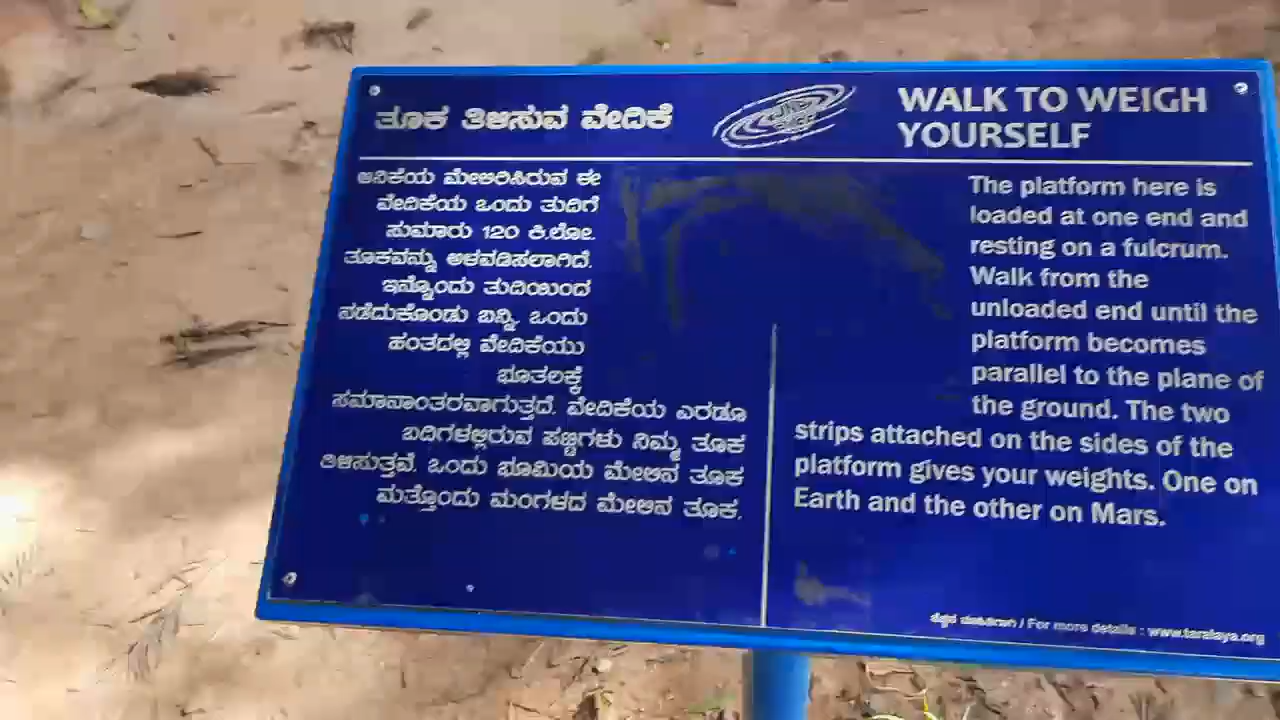 ತೂಕ ತಿಳಿಸುವ ವೇದಿಕೆ
ಆನಿಕೆಯ ಮೇಲಿರಿಸಿರುವ ಈ
ವೇದಿಕೆಯ ಒಂದು ತುದಿಗೆ
ಸುಮಾರು 120 ಕಿ.ಲೋ.
ತೂಕವನ್ನು ಅಳವಡಿಸಲಾಗಿದೆ.
ಇನ್ನೊಂದು ತುದಿಯಿಂದ
ನಡೆದುಕೊಂಡು ಬನ್ನಿ. ಒಂದು
ಹಂತದಲ್ಲಿ ವೇದಿಕೆಯು
ಭೂತಲಕ್ಕೆ
ಸಮಾನಾಂತರವಾಗುತ್ತದೆ. ವೇದಿಕೆಯ ಎರಡೂ
ಬದಿಗಳಲ್ಲಿರುವ ಪಟ್ಟಿಗಳು ನಿಮ್ಮ ತೂಕ
ತಿಳಿಸುತ್ತವೆ. ಒಂದು ಭೂಮಿಯ ಮೇಲಿನ ತೂಕ
ಮತ್ತೊಂದು ಮಂಗಳದ ಮೇಲಿನ ತೂಕ.
WALK TO WEIGH
YOURSELF
The platform here is
loaded at one end and
resting on a fulcrum.
Walk from the
unloaded end until the
platform becomes
parallel to the plane of
the ground. The two
strips attached on the sides of the
platform gives your weights. One on
Earth and the other on Mars.
/ For more details : www.taralaya.org